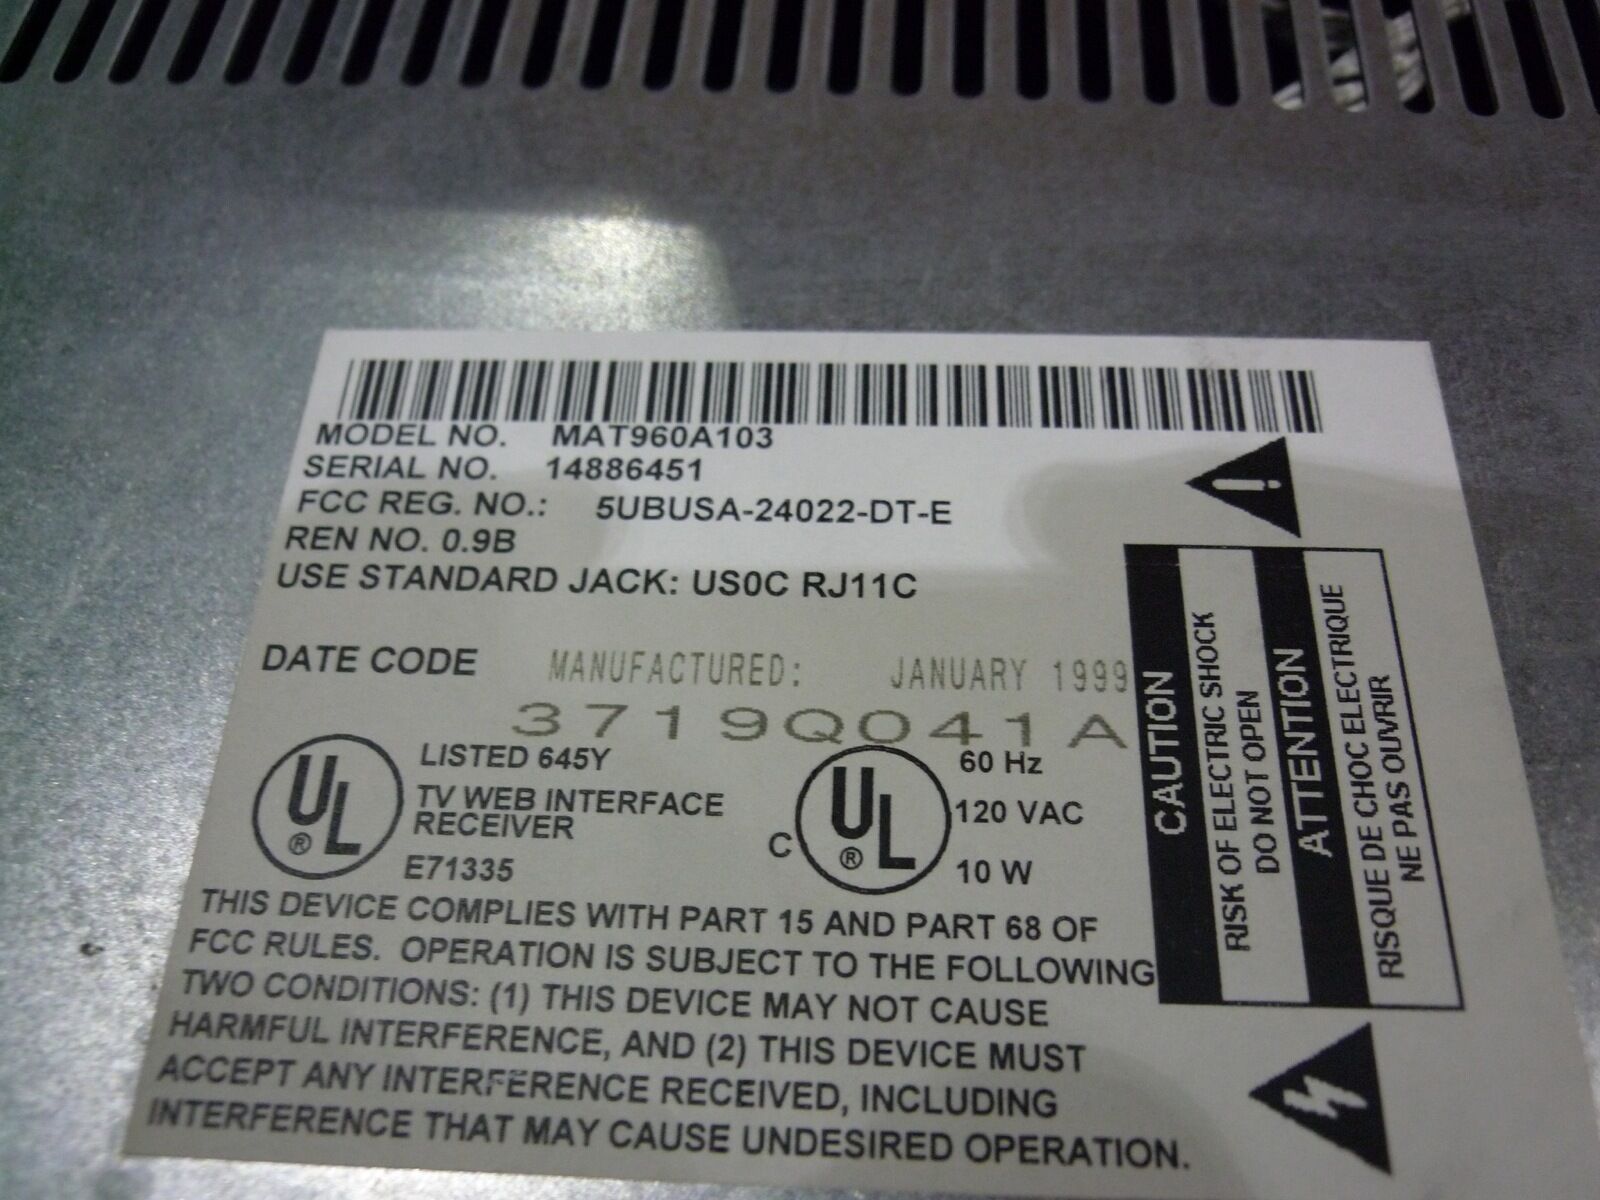 MODEL NO. MAT960A103
SERIAL NO. 14886451
FCC REG. NO.: 5UBUSA-24022-DT-E
REN NO. 0.9B
USE STANDARD JACK: US0C RJ11C
DATE CODE MANUFACTURED: JANUARY 1999
3719Q041A
UL ®
LISTED 645Y
TV WEB INTERFACE
RECEIVER
E71335
C UL ®
60 Hz
120 VAC
10 W
THIS DEVICE COMPLIES WITH PART 15 AND PART 68 OF
FCC RULES. OPERATION IS SUBJECT TO THE FOLLOWING
TWO CONDITIONS: (1) THIS DEVICE MAY NOT CAUSE
HARMFUL INTERFERENCE, AND (2) THIS DEVICE MUST
ACCEPT ANY INTERFERENCE RECEIVED, INCLUDING
INTERFERENCE THAT MAY CAUSE UNDESIRED OPERATION.
!
CAUTION
RISK OF ELECTRIC SHOCK
DO NOT OPEN
ATTENTION
RISQUE DE CHOC ELECTRIQUE
NE PAS OUVRIR